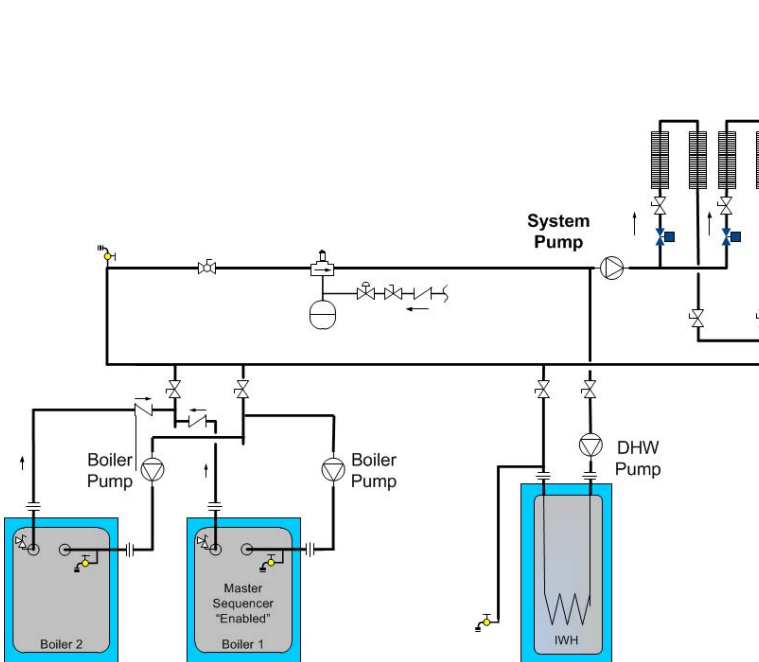 System
Pump
Boiler
Pump
Boiler
Pump
DHW
Pump
Master
Sequencer
“Enabled”
Boiler 2
Boiler 1
IWH